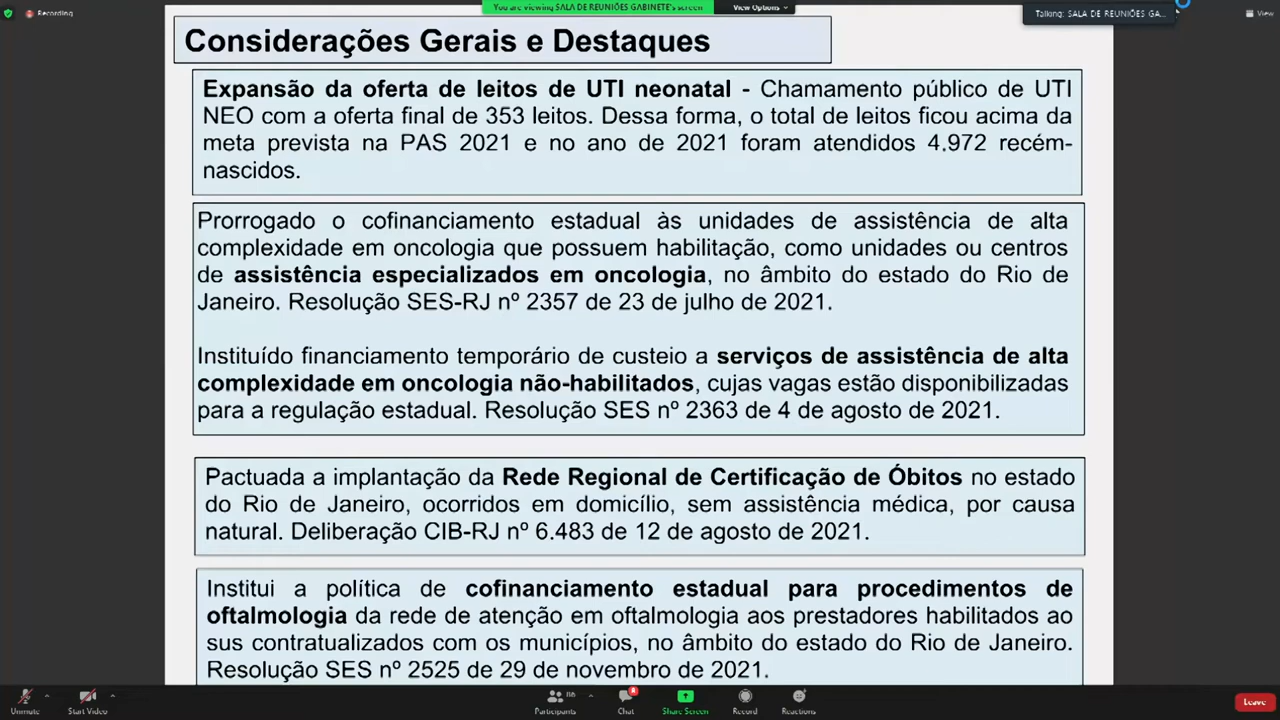 Recording
You are viewing SALA DE REUNIÕES GABINETE's screen
View Options
Talking: SALA DE REUNIÕES GA...
View
Considerações Gerais e Destaques
Expansão da oferta de leitos de UTI neonatal - Chamamento público de UTI
NEO com a oferta final de 353 leitos. Dessa forma, o total de leitos ficou acima da
meta prevista na PAS 2021 e no ano de 2021 foram atendidos 4.972 recém-
nascidos.
Prorrogado o cofinanciamento estadual às unidades de assistência de alta
complexidade em oncologia que possuem habilitação, como unidades ou centros
de assistência especializados em oncologia, no âmbito do estado do Rio de
Janeiro. Resolução SES-RJ nº 2357 de 23 de julho de 2021.
Instituído financiamento temporário de custeio a serviços de assistência de alta
complexidade em oncologia não-habilitados, cujas vagas estão disponibilizadas
para a regulação estadual. Resolução SES nº 2363 de 4 de agosto de 2021.
Pactuada a implantação da Rede Regional de Certificação de Óbitos no estado
do Rio de Janeiro, ocorridos em domicílio, sem assistência médica, por causa
natural. Deliberação CIB-RJ nº 6.483 de 12 de agosto de 2021.
Institui a política de cofinanciamento estadual para procedimentos de
oftalmologia da rede de atenção em oftalmologia aos prestadores habilitados ao
sus contratualizados com os municípios, no âmbito do estado do Rio de Janeiro.
Resolução SES nº 2525 de 29 de novembro de 2021.
Unmute
Start Video
Participants
Chat
Share Screen
Record
Reactions
Leave